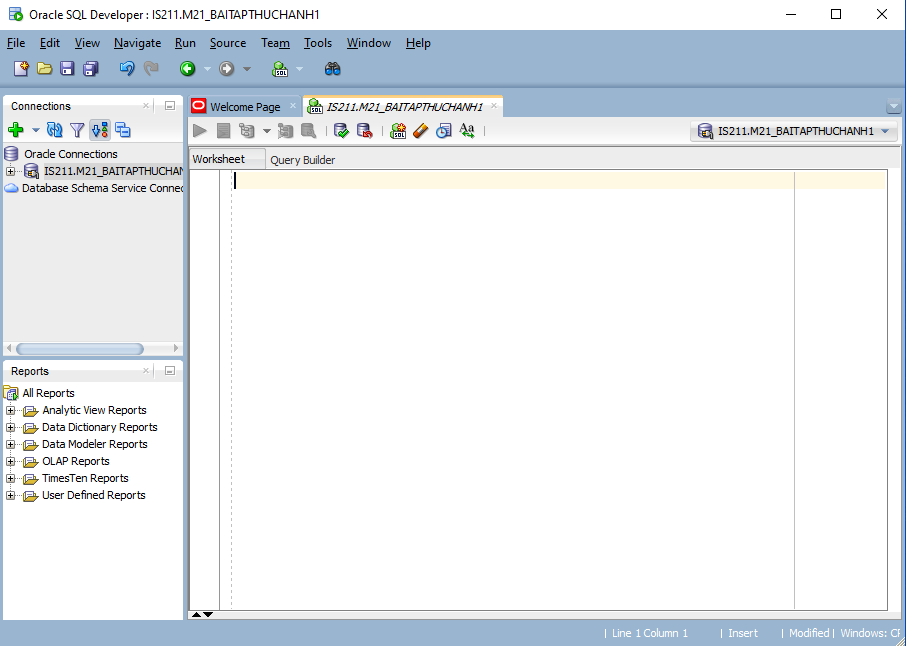 Oracle SQL Developer : IS211.M21_BAITAPTHUCHANH1
File Edit View Navigate Run Source Team Tools Window Help
Connections
Welcome Page
IS211.M21_BAITAPTHUCHANH1
IS211.M21_BAITAPTHUCHANH1
Oracle Connections
IS211.M21_BAITAPTHUCHAN
Database Schema Service Connec
Worksheet
Query Builder
Reports
All Reports
Analytic View Reports
Data Dictionary Reports
Data Modeler Reports
OLAP Reports
TimesTen Reports
User Defined Reports
| Line 1 Column 1 | Insert | Modified | Windows: CR